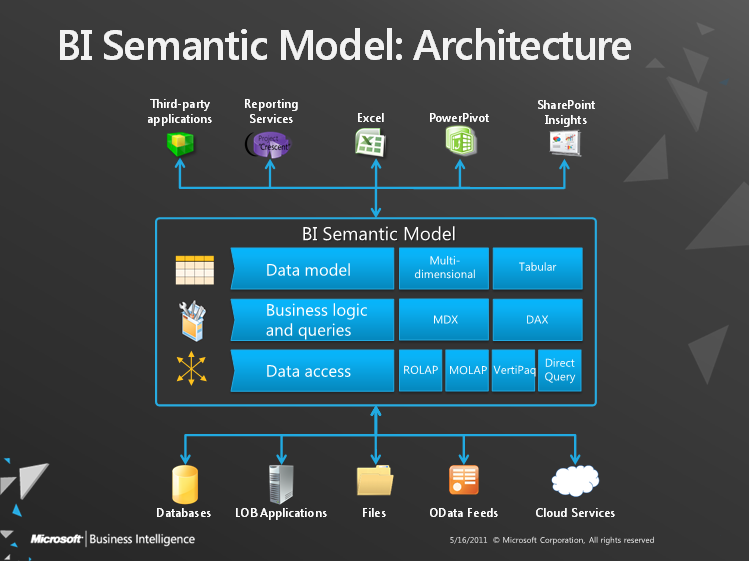 BI Semantic Model: Architecture
Third-party
applications
Reporting
Services
Excel
PowerPivot
SharePoint
Insights
Project
"Crescent"
BI Semantic Model
Data model
Multi-
dimensional
Tabular
Business logic
and queries
MDX
DAX
Data access
ROLAP
MOLAP
VertiPaq
Direct
Query
Databases
LOB Applications
Files
OData Feeds
Cloud Services
Microsoft Business Intelligence
5/16/2011 © Microsoft Corporation, All rights reserved